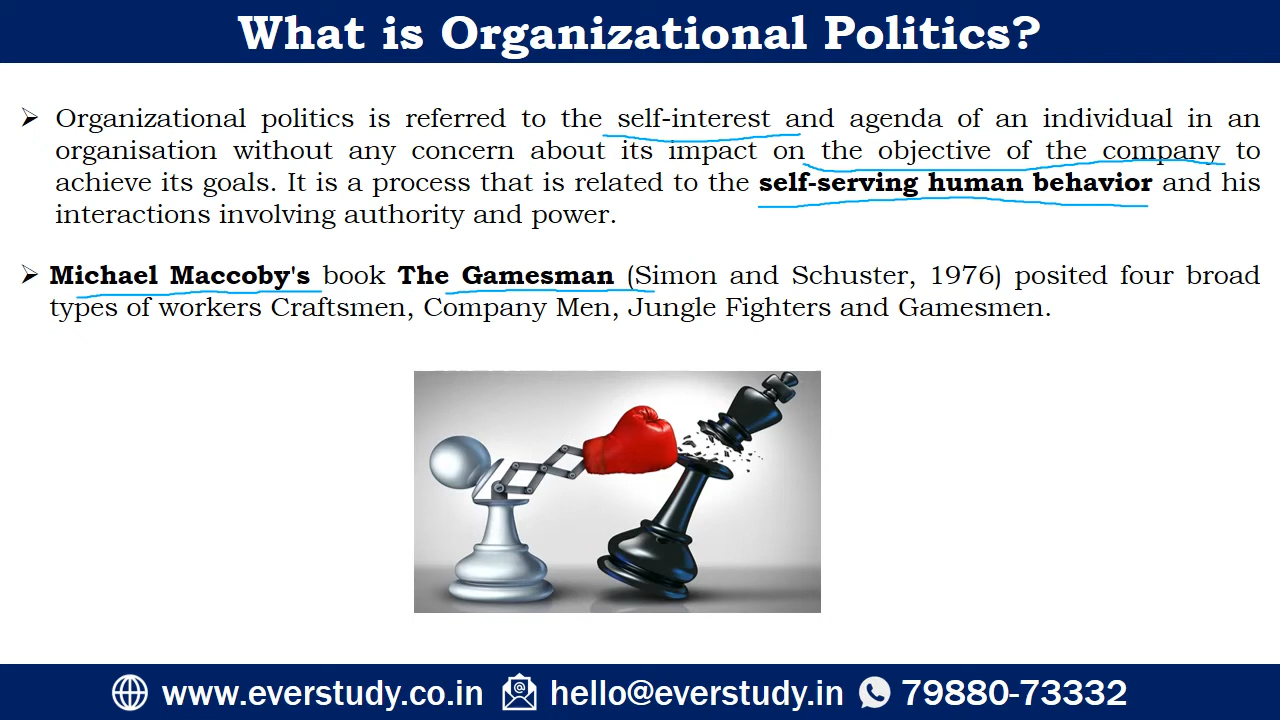 What is Organizational Politics?
➢ Organizational politics is referred to the self-interest and agenda of an individual in an
organisation without any concern about its impact on the objective of the company to
achieve its goals. It is a process that is related to the self-serving human behavior and his
interactions involving authority and power.
➢ Michael Maccoby's book The Gamesman (Simon and Schuster, 1976) posited four broad
types of workers Craftsmen, Company Men, Jungle Fighters and Gamesmen.
www.everstudy.co.in hello@everstudy.in 79880-73332